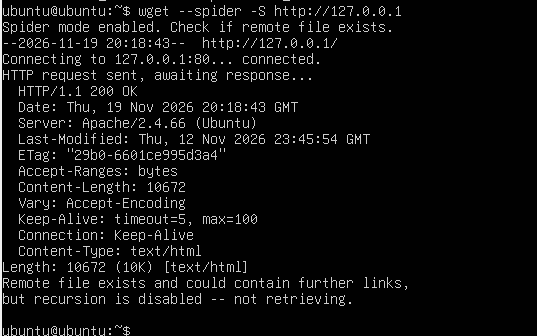 ubuntu@ubuntu:~$ wget --spider -S http://127.0.0.1
Spider mode enabled. Check if remote file exists.
--2026-11-19 20:18:43--  http://127.0.0.1/
Connecting to 127.0.0.1:80... connected.
HTTP request sent, awaiting response...
  HTTP/1.1 200 OK
  Date: Thu, 19 Nov 2026 20:18:43 GMT
  Server: Apache/2.4.66 (Ubuntu)
  Last-Modified: Thu, 12 Nov 2026 23:45:54 GMT
  ETag: "29b0-6601ce995d3a4"
  Accept-Ranges: bytes
  Content-Length: 10672
  Vary: Accept-Encoding
  Keep-Alive: timeout=5, max=100
  Connection: Keep-Alive
  Content-Type: text/html
Length: 10672 (10K) [text/html]
Remote file exists and could contain further links,
but recursion is disabled -- not retrieving.

ubuntu@ubuntu:~$